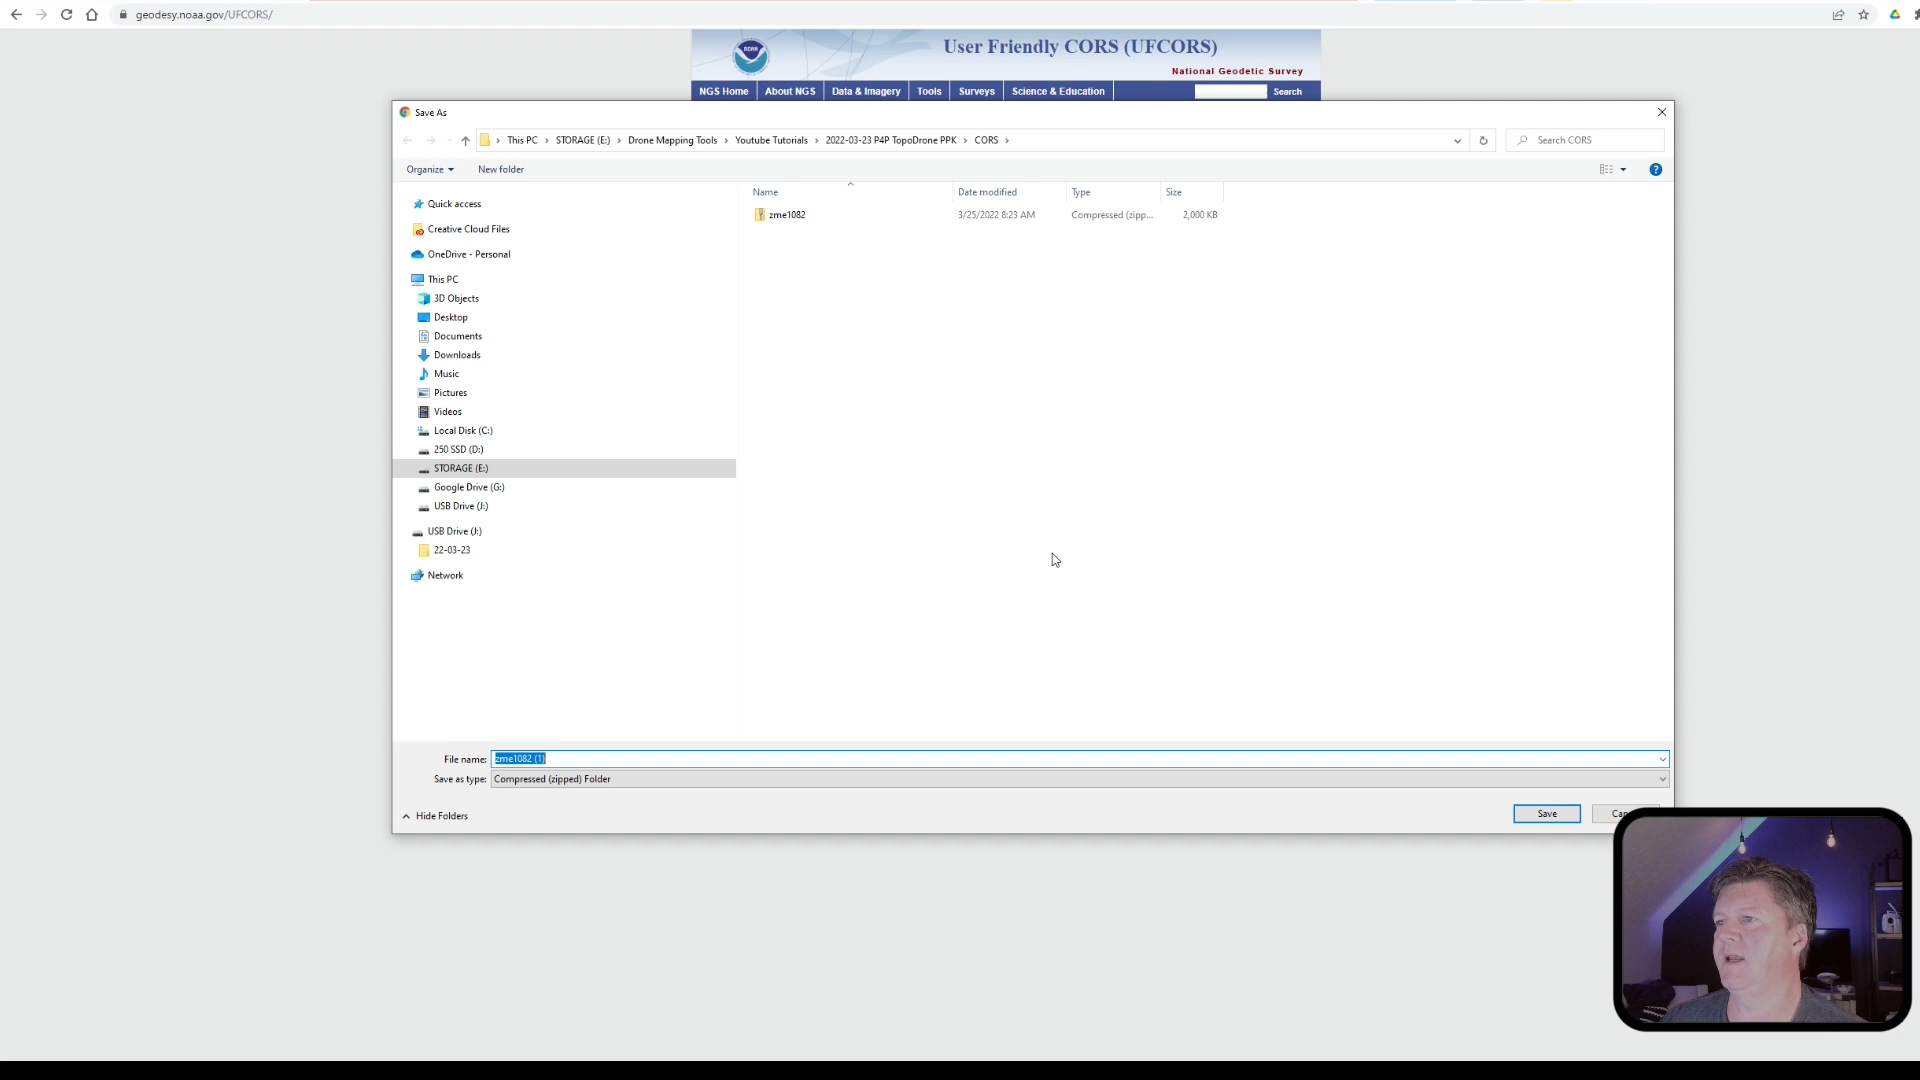 geodesy.noaa.gov/UFCORS/
NOAA
User Friendly CORS (UFCORS)
National Geodetic Survey
NGS Home About NGS Data & Imagery Tools Surveys Science & Education Search
Save As
This PC › STORAGE (E:) › Drone Mapping Tools › Youtube Tutorials › 2022-03-23 P4P TopoDrone PPK › CORS › Search CORS
Organize New folder
Name Date modified Type Size
zme1082 3/25/2022 8:23 AM Compressed (zipp... 2,000 KB
Quick access
Creative Cloud Files
OneDrive - Personal
This PC
3D Objects
Desktop
Documents
Downloads
Music
Pictures
Videos
Local Disk (C:)
250 SSD (D:)
STORAGE (E:)
Google Drive (G:)
USB Drive (J:)
USB Drive (J:)
22-03-23
Network
File name: zme1082 (1)
Save as type: Compressed (zipped) Folder
Hide Folders Save